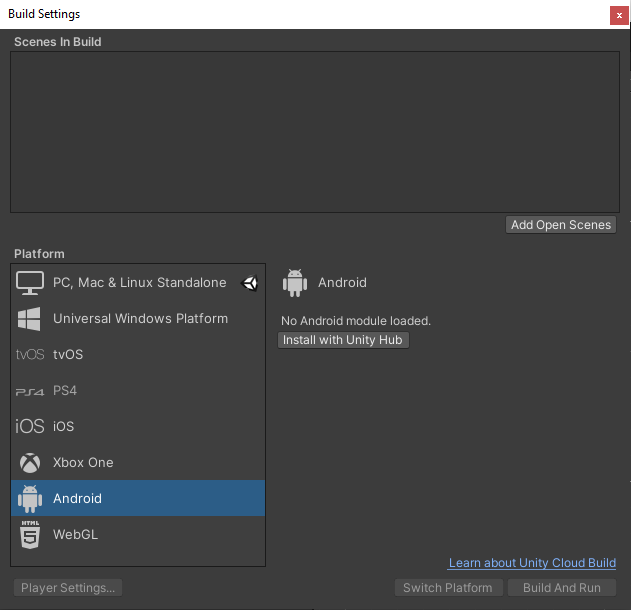 Build Settings
x
Scenes In Build
Add Open Scenes
Platform
PC, Mac & Linux Standalone
Universal Windows Platform
tvOS tvOS
PS4 PS4
iOS iOS
Xbox One
Android
HTML 5 WebGL
Android
No Android module loaded.
Install with Unity Hub
Learn about Unity Cloud Build
Player Settings...
Switch Platform
Build And Run